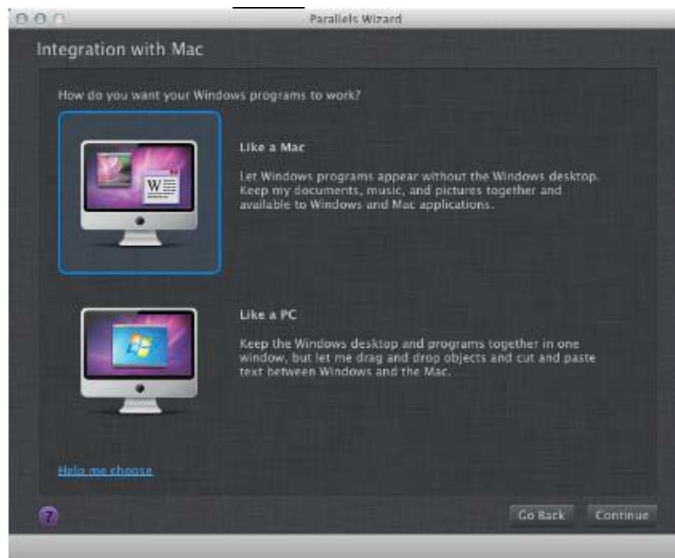 Parallels Wizard
Integration with Mac
How do you want your Windows programs to work?
Like a Mac
Let Windows programs appear without the Windows desktop.
Keep my documents, music, and pictures together and
available to Windows and Mac applications.
W
Like a PC
Keep the Windows desktop and programs together in one
window, but let me drag and drop objects and cut and paste
text between Windows and the Mac.
Help me choose
?
Go Back Continue